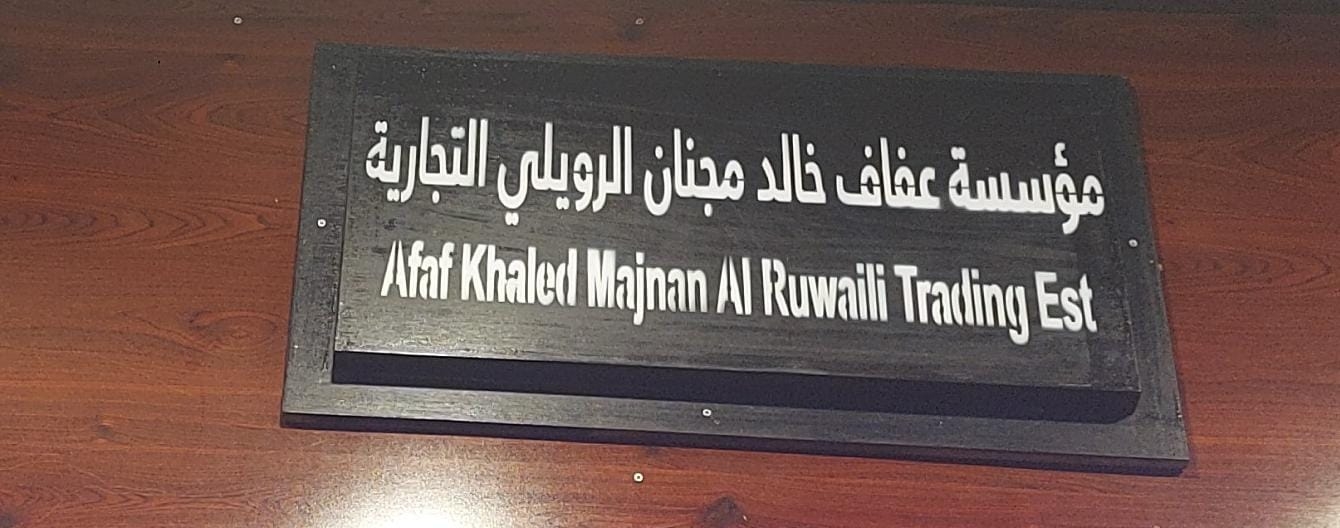 مؤسسة عفاف خالد مجنان الرويلي التجارية
Afaf Khaled Majnan Al Ruwaili Trading Est